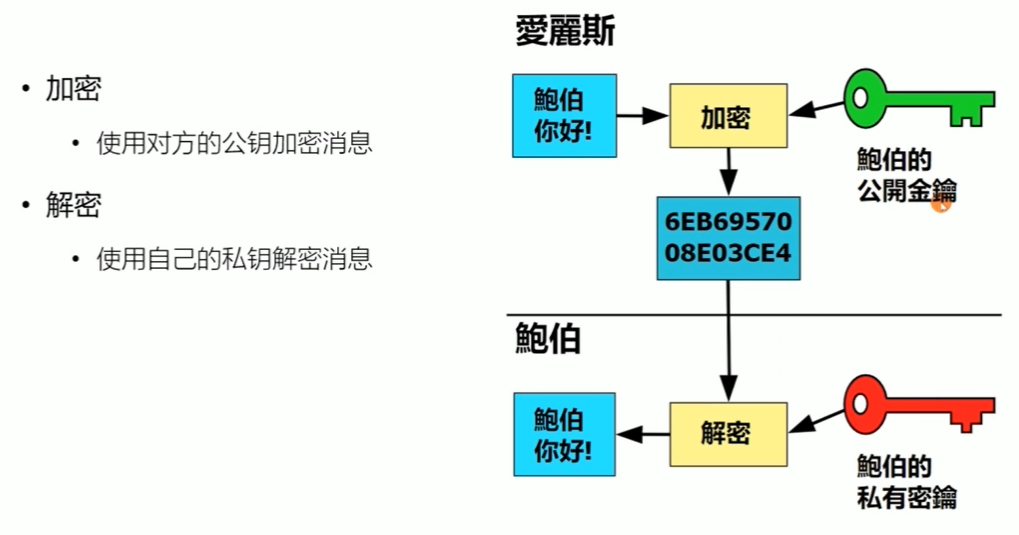 • 加密
• 使用对方的公钥加密消息
• 解密
• 使用自己的私钥解密消息
愛麗斯
鮑伯
你好!
加密
鮑伯的
公開金鑰
6EB69570
08E03CE4
鮑伯
鮑伯
你好!
解密
鮑伯的
私有密鑰